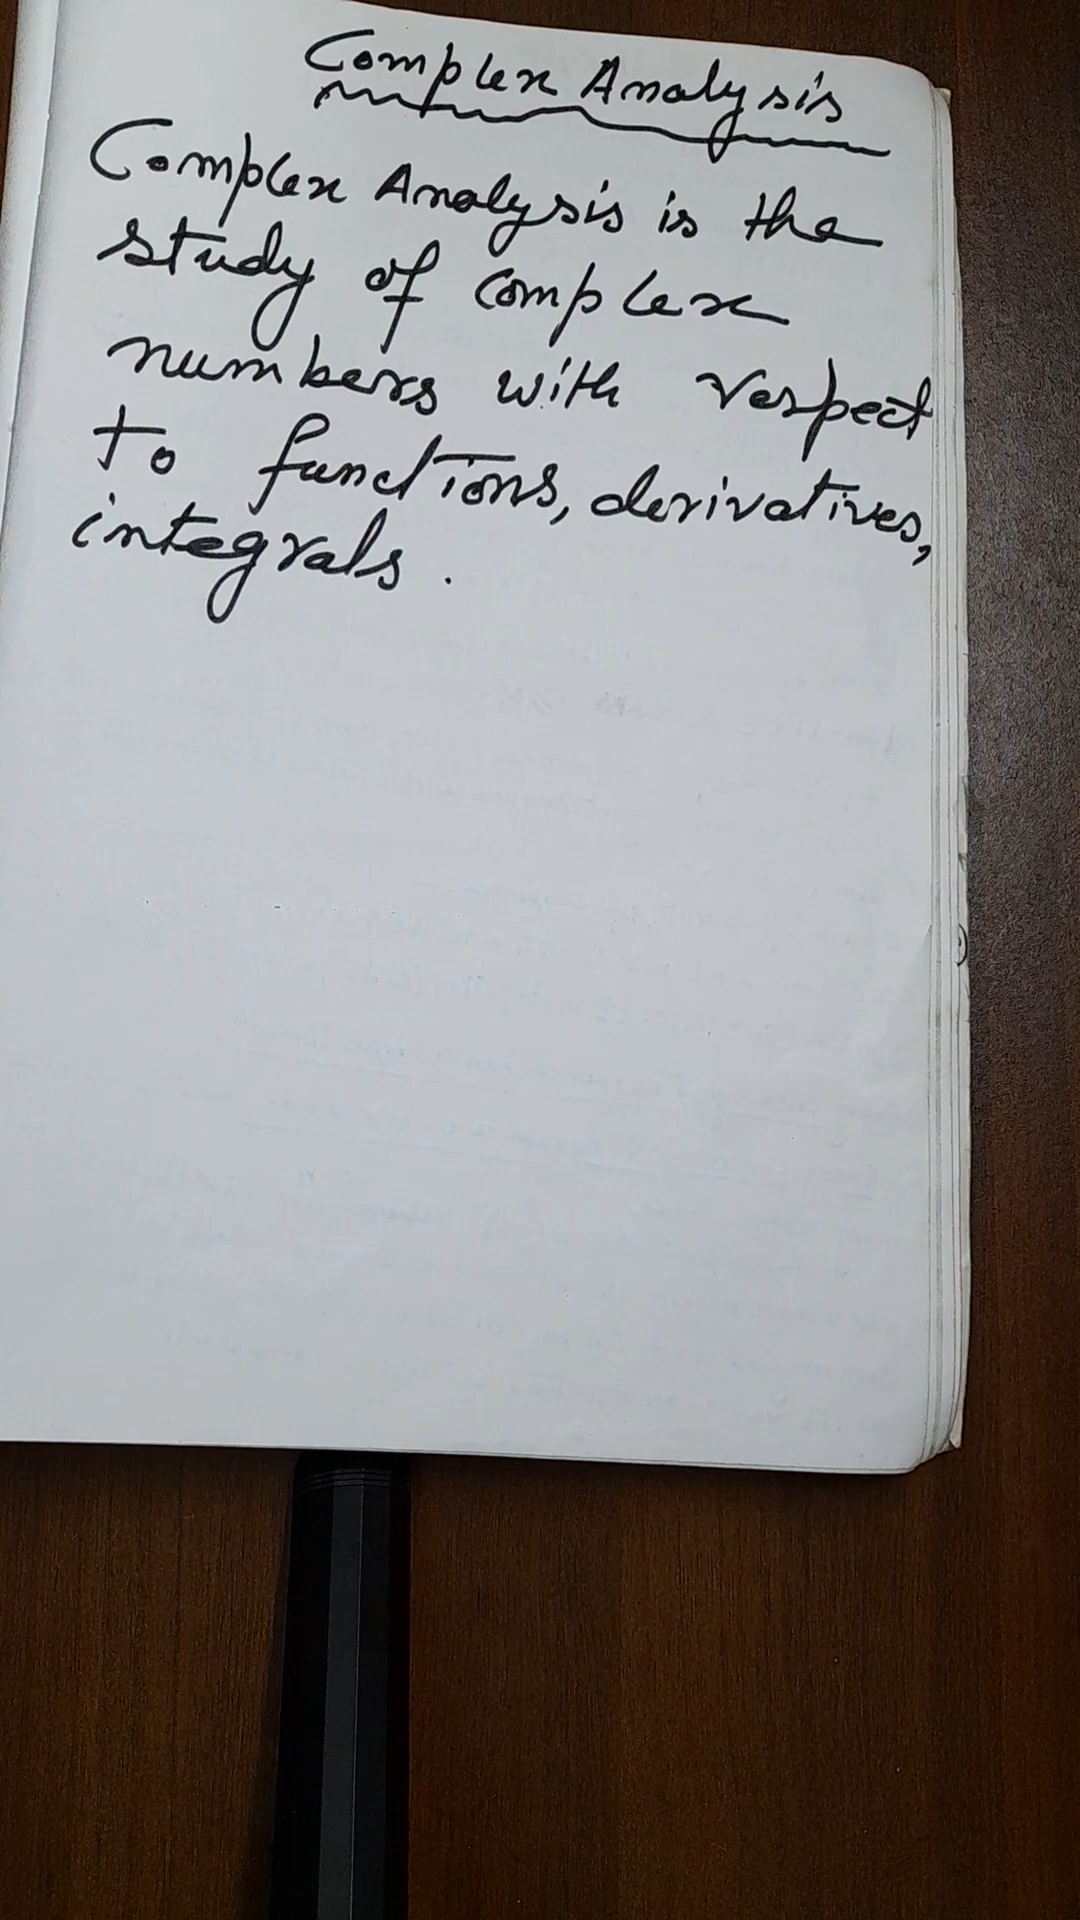 Complex Analysis
Complex Analysis is the
study of complex
numbers with respect
to functions, derivatives,
integrals.